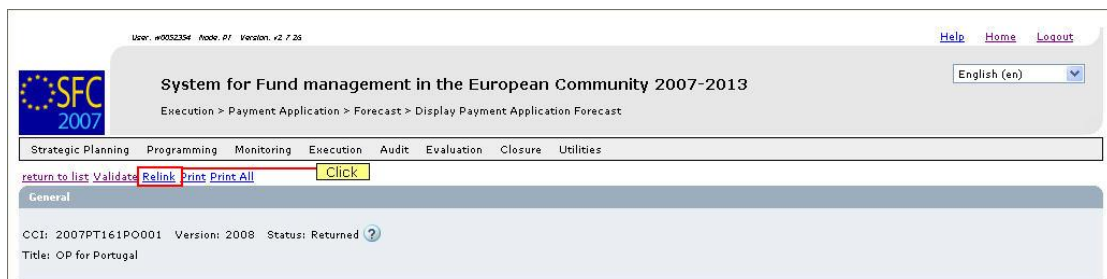 User. w0052354 Node. P1 Version. v2 7 26
Help Home Logout
English (en)
SFC
2007
System for Fund management in the European Community 2007-2013
Execution > Payment Application > Forecast > Display Payment Application Forecast
Strategic Planning Programming Monitoring Execution Audit Evaluation Closure Utilities
return to list Validate Relink Print Print All
Click
General
CCI: 2007PT161PO001 Version: 2008 Status: Returned ?
Title: OP for Portugal